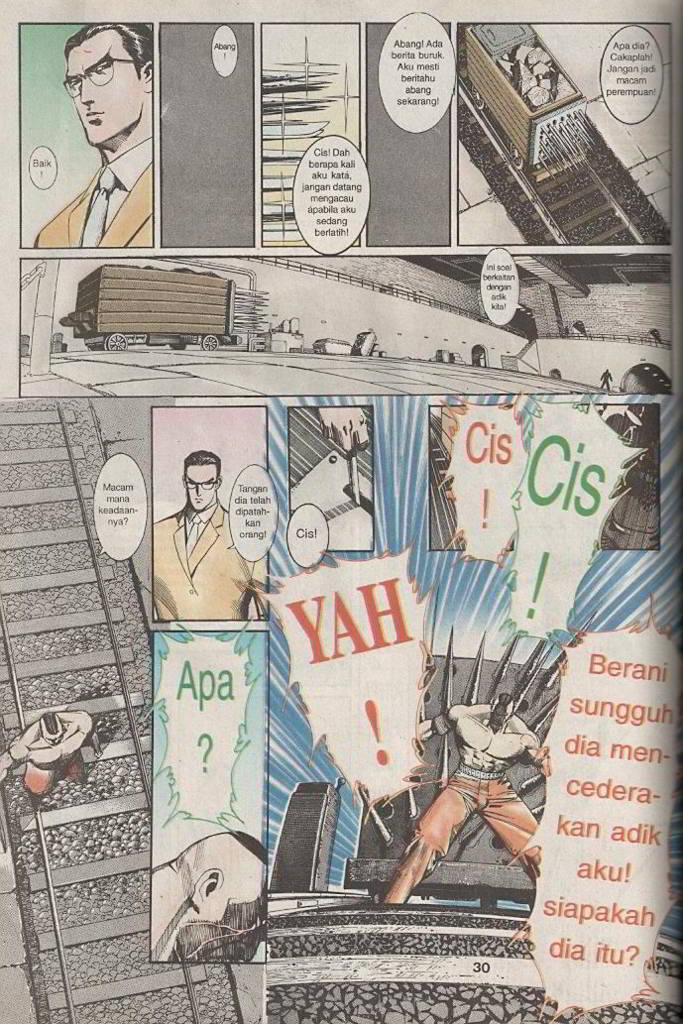 Baik
!
Abang
!
Cis! Dah
berapa kali
aku kata,
jangan datang
mengacau
apabila aku
sedang
berlatih!
Abang! Ada
berita buruk.
Aku mesti
beritahu
abang
sekarang!
Apa dia?
Cakaplah!
Jangan jadi
macam
perempuan!
Ini soal
berkaitan
dengan
adik
kita!
Macam
mana
keadaan-
nya?
Tangan
dia telah
dipatah-
kan
orang!
Apa
?
Cis!
Cis
!
Cis
!
YAH
!
Berani
sungguh
dia men-
cedera-
kan adik
aku!
siapakah
dia itu?
30